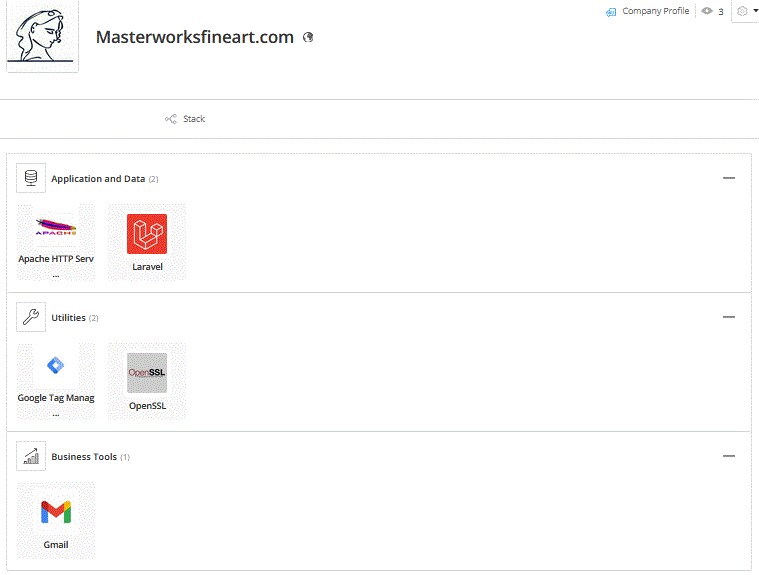 Company Profile
3
Masterworksfineart.com
Stack
Application and Data (2)
APACHE
Apache HTTP Serv
...
Laravel
Utilities (2)
Google Tag Manag
...
OpenSSL
OpenSSL
Business Tools (1)
Gmail